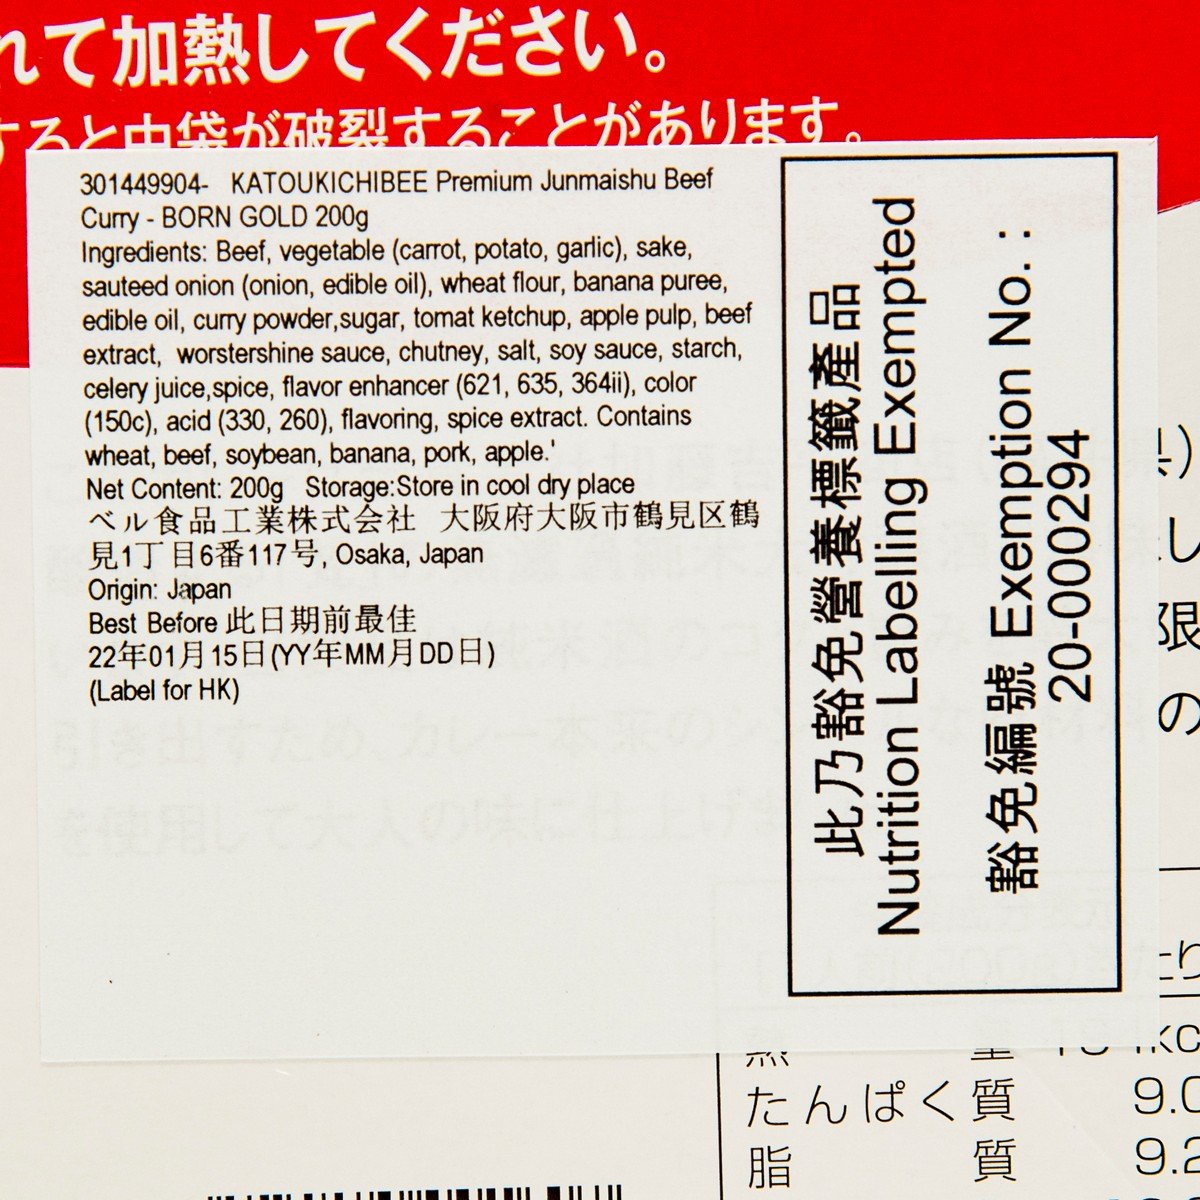 れて加熱してください。
すると中袋が破裂することがあります。
301449904- KATOUKICHIBEE Premium Junmaishu Beef
Curry - BORN GOLD 200g
Ingredients: Beef, vegetable (carrot, potato, garlic), sake,
sauteed onion (onion, edible oil), wheat flour, banana puree,
edible oil, curry powder,sugar, tomat ketchup, apple pulp, beef
extract, worstershine sauce, chutney, salt, soy sauce, starch,
celery juice,spice, flavor enhancer (621, 635, 364ii), color
(150c), acid (330, 260), flavoring, spice extract. Contains
wheat, beef, soybean, banana, pork, apple.'
Net Content: 200g Storage:Store in cool dry place
ベル食品工業株式会社 大阪府大阪市鶴見区鶴
見1丁目6番117号, Osaka, Japan
Origin: Japan
Best Before 此日期前最佳
22年01月15日(YY年MM月DD日)
(Label for HK)
此乃豁免營養標籤產品
Nutrition Labelling Exempted
豁免編號 Exemption No. :
20-000294
し
限
の
たんぱく質 9.0
脂 質 9.2